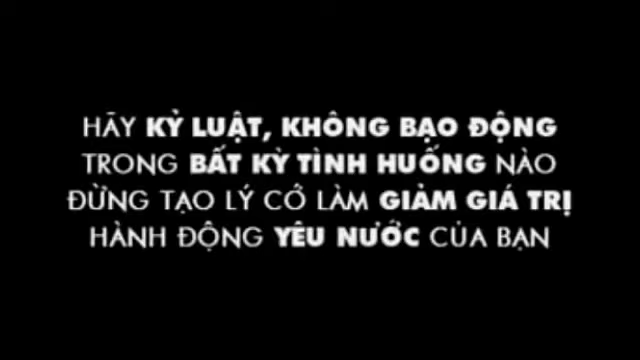 HÃY KỶ LUẬT, KHÔNG BẠO ĐỘNG
TRONG BẤT KỲ TÌNH HUỐNG NÀO
ĐỪNG TẠO LÝ CỚ LÀM GIẢM GIÁ TRỊ
HÀNH ĐỘNG YÊU NƯỚC CỦA BẠN